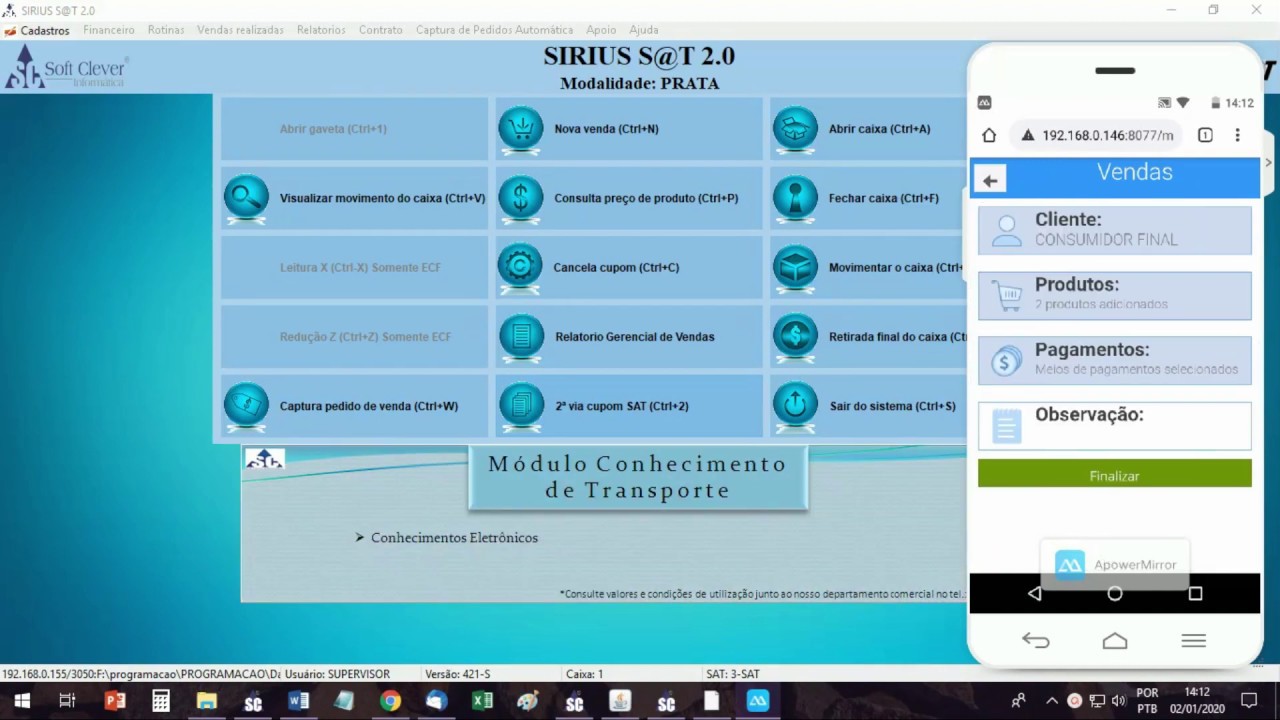 SIRIUS S@T 2.0
Cadastros Financeiro Rotinas Vendas realizadas Relatorios Contrato Captura de Pedidos Automática Apoio Ajuda
Soft Clever
Informática
SIRIUS S@T 2.0
Modalidade: PRATA
Abrir gaveta (Ctrl+1)
Nova venda (Ctrl+N)
Abrir caixa (Ctrl+A)
Visualizar movimento do caixa (Ctrl+V)
Consulta preço de produto (Ctrl+P)
Fechar caixa (Ctrl+F)
Leitura X (Ctrl-X) Somente ECF
Cancela cupom (Ctrl+C)
Movimentar o caixa (Ctrl+
Redução Z (Ctrl+Z) Somente ECF
Relatorio Gerencial de Vendas
Retirada final do caixa (Ct
Captura pedido de venda (Ctrl+W)
2ª via cupom SAT (Ctrl+2)
Sair do sistema (Ctrl+S)
Módulo Conhecimento
de Transporte
➤ Conhecimentos Eletrônicos
*Consulte valores e condições de utilização junto ao nosso departamento comercial no tel.:
14:12
192.168.0.146:8077/m
1
Vendas
Cliente:
CONSUMIDOR FINAL
Produtos:
2 produtos adicionados
Pagamentos:
Meios de pagamentos selecionados
Observação:
Finalizar
ApowerMirror
192.168.0.155/3050:F:\programacao\PROGRAMACAO\Da Usuário: SUPERVISOR Versão: 421-S Caixa: 1 SAT: 3-SAT
POR
PTB
14:12
02/01/2020